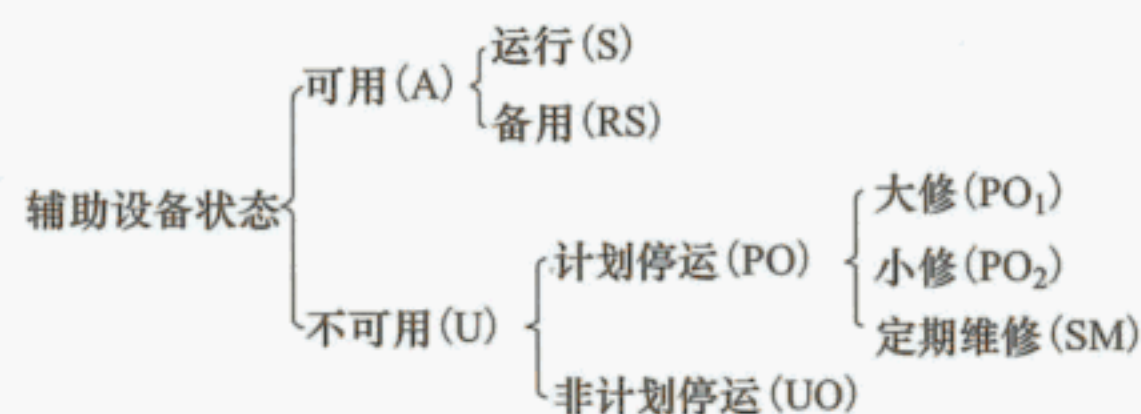 辅助设备状态
可用(A)
运行(S)
备用(RS)
不可用(U)
计划停运(PO)
大修(PO₁)
小修(PO₂)
定期维修(SM)
非计划停运(UO)